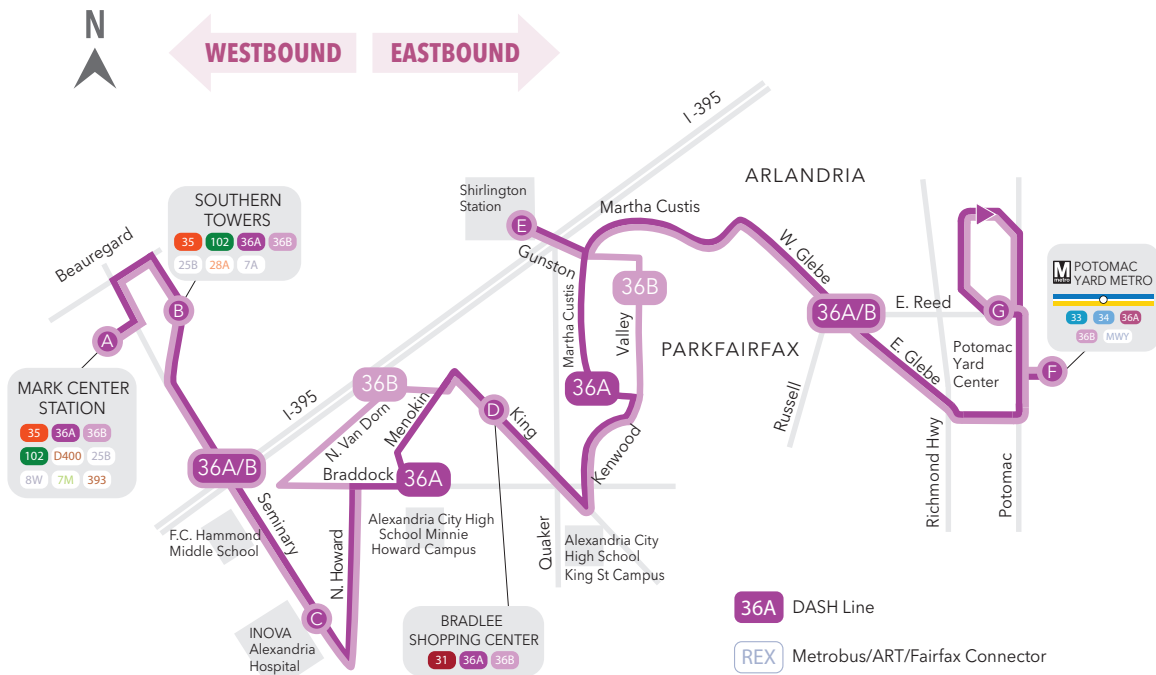 N
WESTBOUND
EASTBOUND
I -395
ARLANDRIA
Shirlington
Station
E
Martha Custis
SOUTHERN
TOWERS
35 102 36A 36B
25B 28A 7A
Beauregard
Gunston
W. Glebe
M
metro
POTOMAC
YARD METRO
33 34 36A
36B MWY
36B
Martha Custis
Valley
B
A
36A/B
E. Reed
G
PARKFAIRFAX
E. Glebe
Potomac
Yard
Center
F
MARK CENTER
STATION
35 36A 36B
102 D400 25B
8W 7M 393
I-395
36B
N. Van Dorn
Menokin
D
King
36A
Kenwood
Russell
Richmond Hwy
Potomac
36A/B
Seminary
Braddock
36A
F.C. Hammond
Middle School
N. Howard
Alexandria City High
School Minnie
Howard Campus
Quaker
Alexandria City
High School
King St Campus
C
INOVA
Alexandria
Hospital
BRADLEE
SHOPPING CENTER
31 36A 36B
36A DASH Line
REX Metrobus/ART/Fairfax Connector